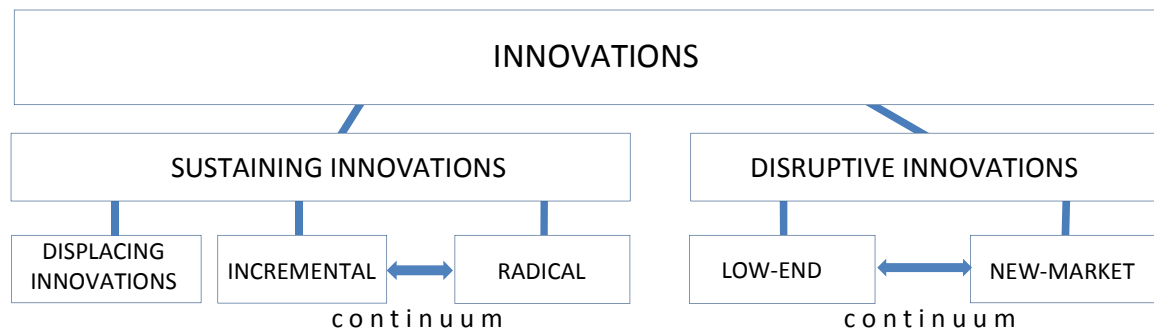 INNOVATIONS
SUSTAINING INNOVATIONS
DISRUPTIVE INNOVATIONS
DISPLACING
INNOVATIONS
INCREMENTAL
RADICAL
LOW-END
NEW-MARKET
continuum
continuum